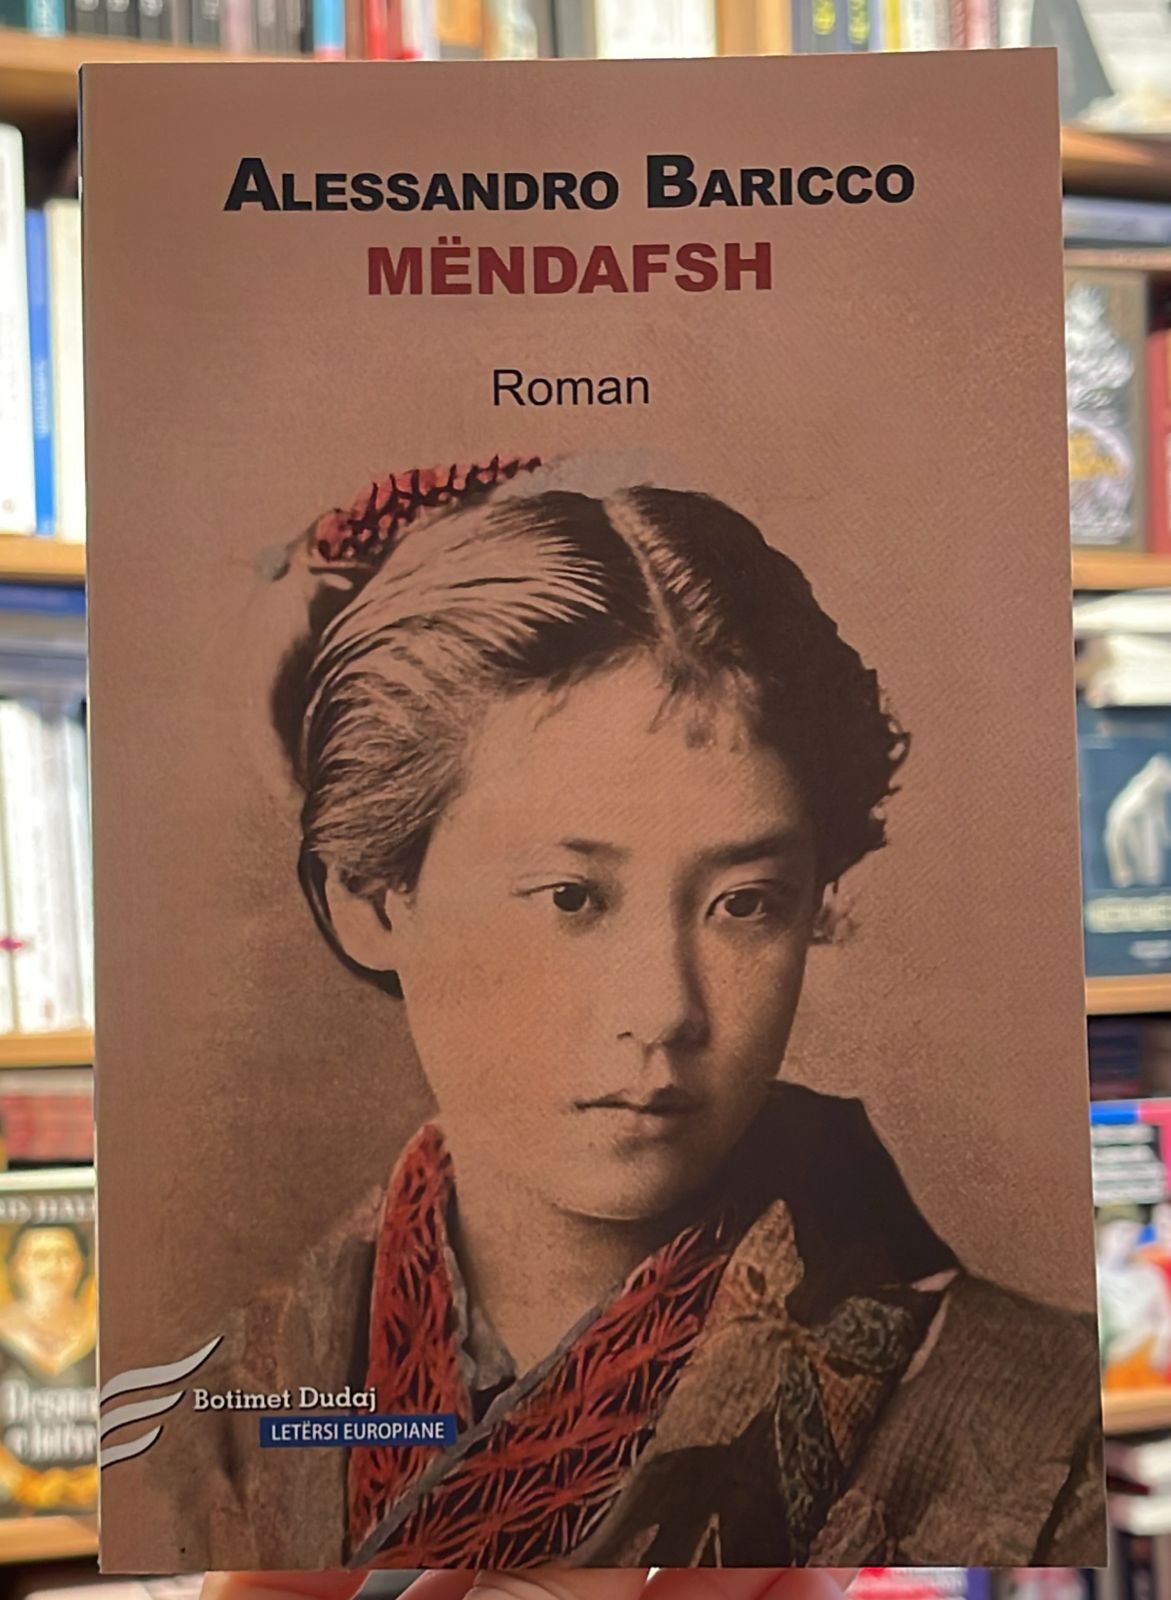 ALESSANDRO BARICCO
MËNDAFSH
Roman
Botimet Dudaj
LETËRSI EUROPIANE